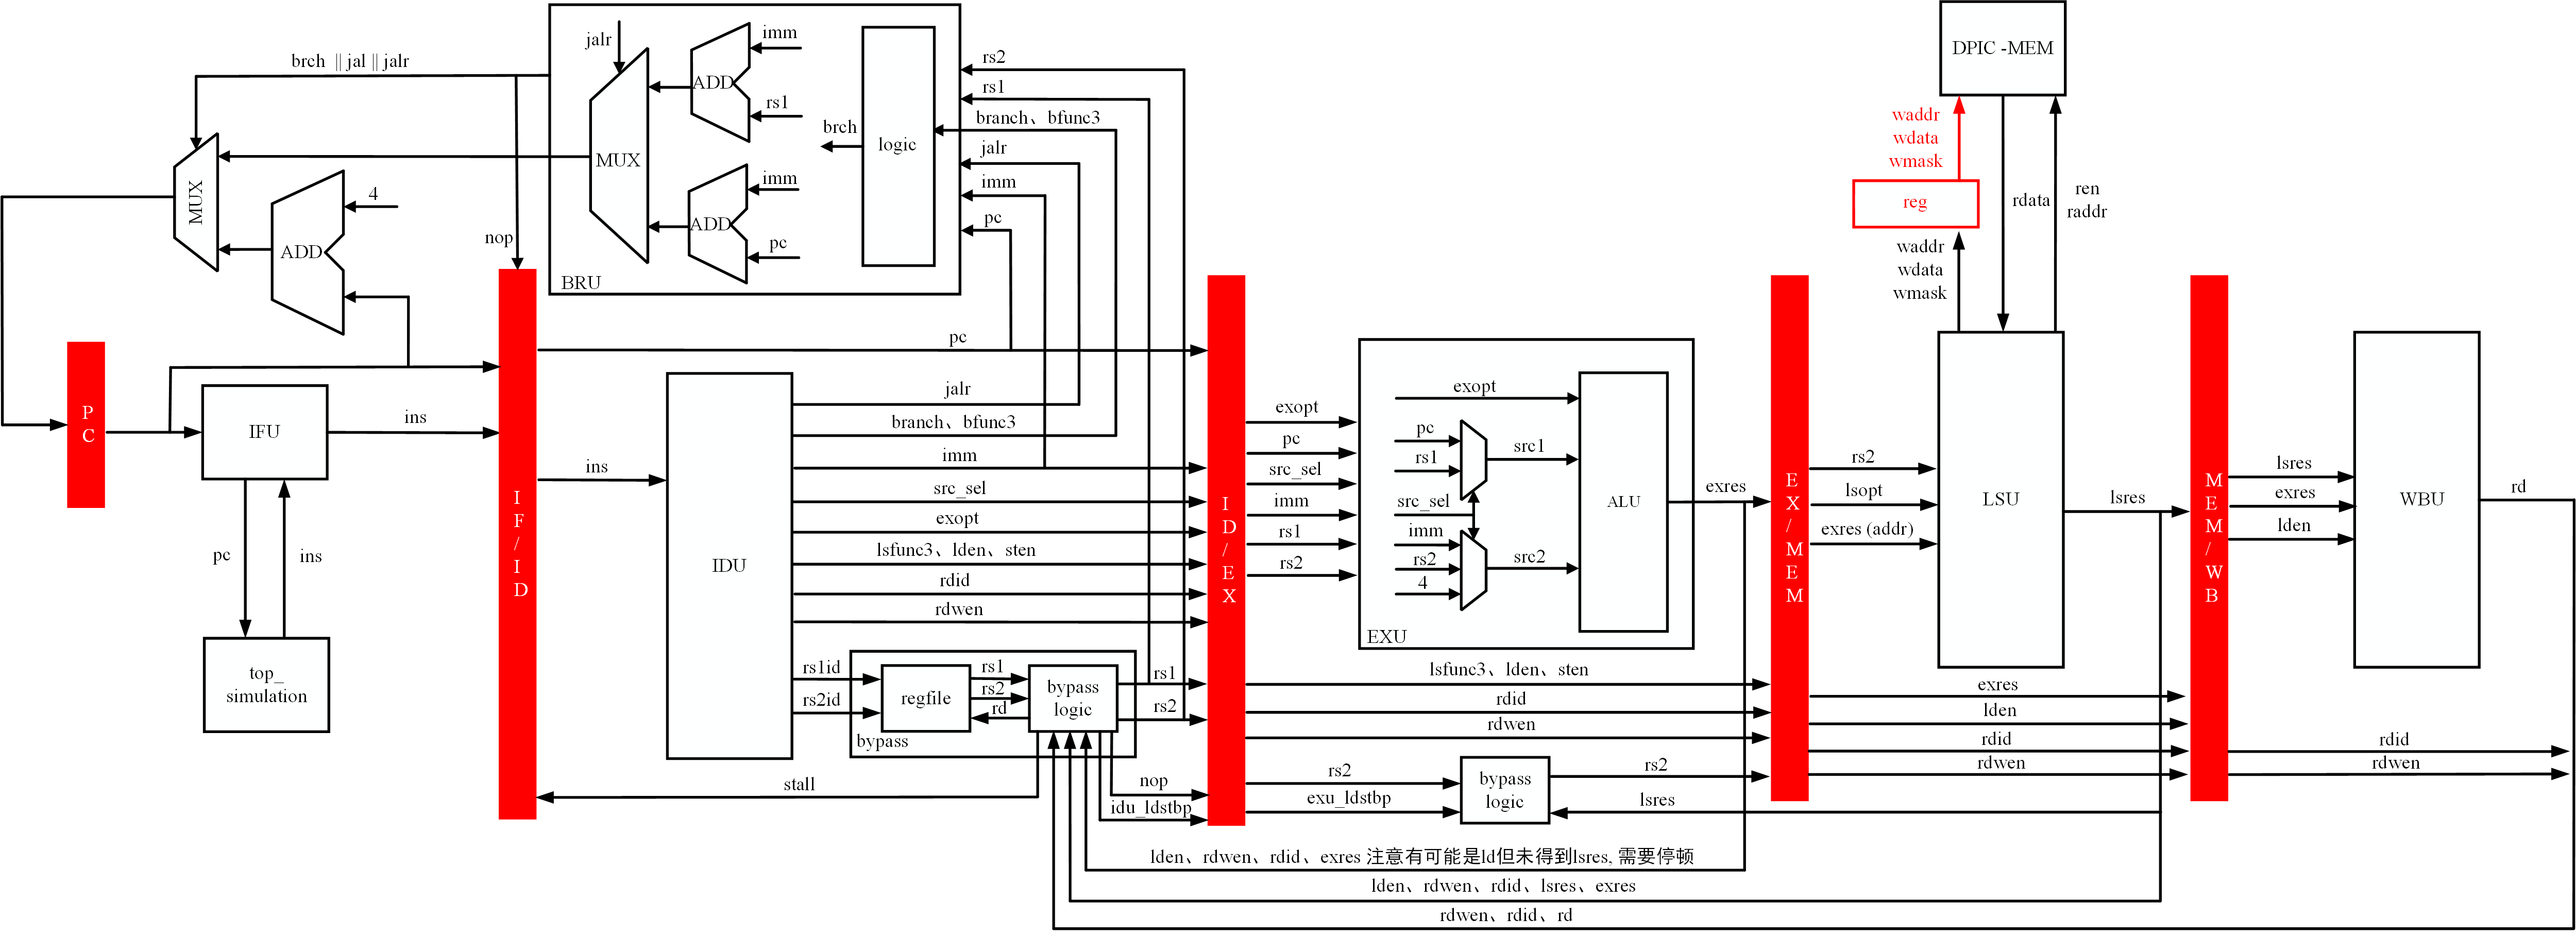 brch || jal || jalr
MUX
4
ADD
nop
P
C
IFU
ins
pc
ins
top_
simulation
jalr
MUX
ADD
imm
rs1
ADD
imm
pc
brch
logic
BRU
rs2
rs1
branch、bfunc3
jalr
imm
pc
I
F
/
I
D
ins
IDU
pc
jalr
branch、bfunc3
imm
src_sel
exopt
lsfunc3、lden、sten
rdid
rdwen
rs1id
rs2id
regfile
rs1
rs2
rd
bypass
logic
bypass
rs1
rs2
stall
nop
idu_ldstbp
I
D
/
E
X
exopt
pc
src_sel
imm
rs1
rs2
exopt
pc
rs1
src_sel
imm
rs2
4
src1
src2
ALU
EXU
exres
lsfunc3、lden、sten
rdid
rdwen
rs2
exu_ldstbp
bypass
logic
rs2
lsres
lden、rdwen、rdid、exres 注意有可能是ld但未得到lsres, 需要停顿
lden、rdwen、rdid、lsres、exres
rdwen、rdid、rd
E
X
/
M
E
M
rs2
lsopt
exres (addr)
DPIC -MEM
waddr
wdata
wmask
reg
waddr
wdata
wmask
rdata
ren
raddr
LSU
lsres
exres
lden
rdid
rdwen
M
E
M
/
W
B
lsres
exres
lden
WBU
rd
rdid
rdwen